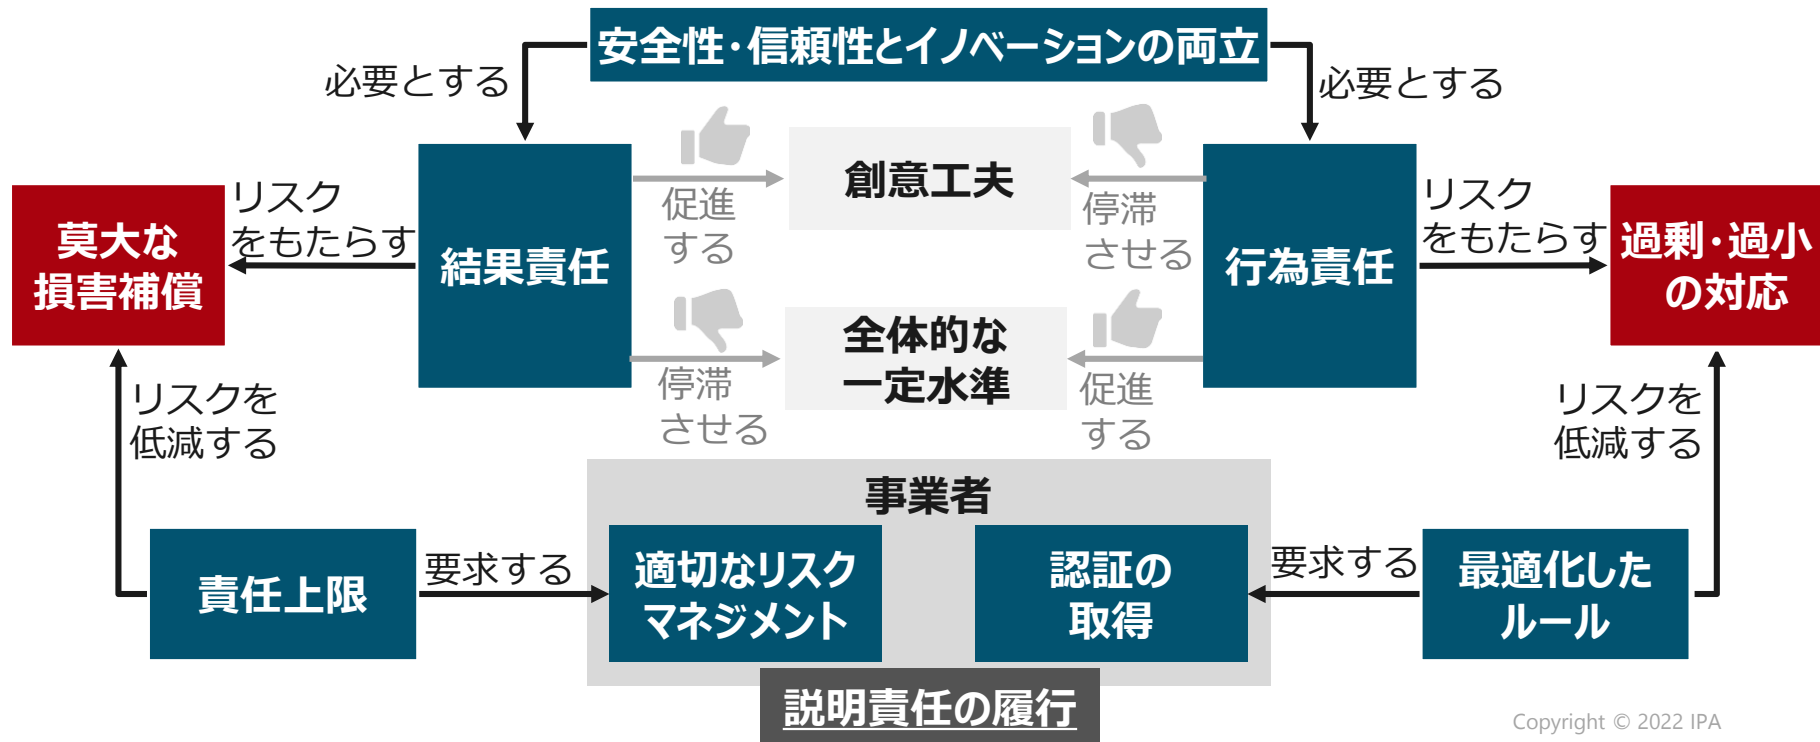 安全性・信頼性とイノベーションの両立
必要とする
必要とする
創意工夫
促進
する
停滞
させる
リスク
をもたらす
リスク
をもたらす
莫大な
損害補償
結果責任
行為責任
過剰・過小
の対応
全体的な
一定水準
停滞
させる
促進
する
リスクを
低減する
リスクを
低減する
事業者
責任上限
要求する
適切なリスク
マネジメント
認証の
取得
要求する
最適化した
ルール
説明責任の履行
Copyright © 2022 IPA